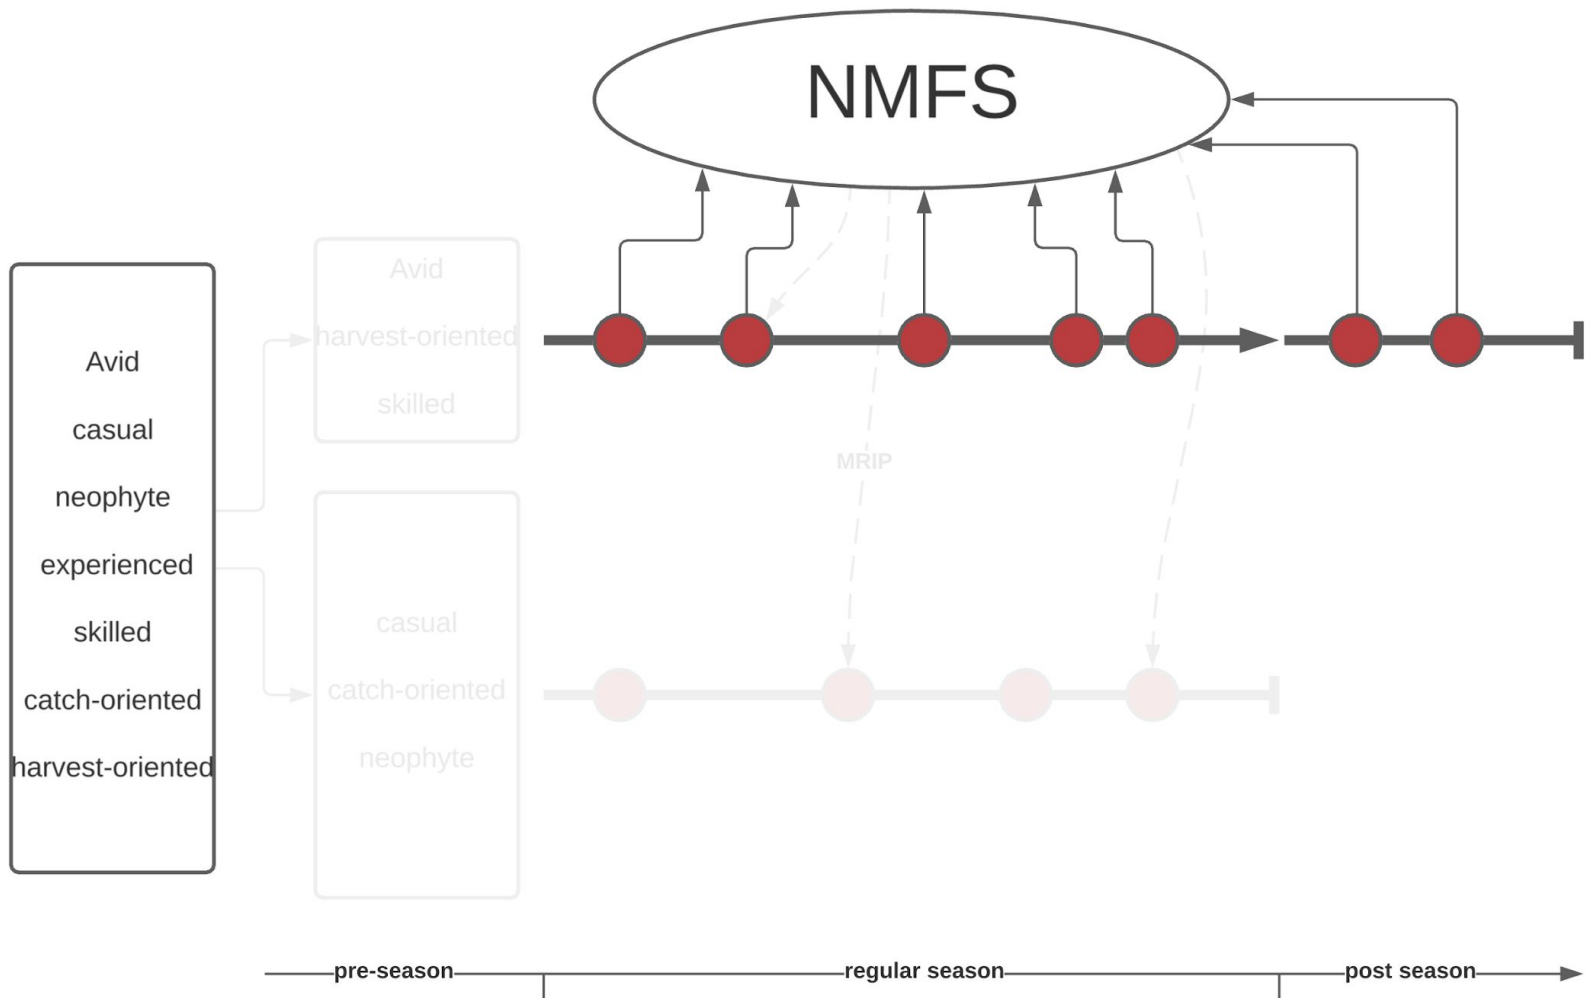 NMFS
Avid
casual
neophyte
experienced
skilled
catch-oriented
harvest-oriented
Avid
harvest-oriented
skilled
casual
catch-oriented
neophyte
MRIP
pre-season
regular season
post season